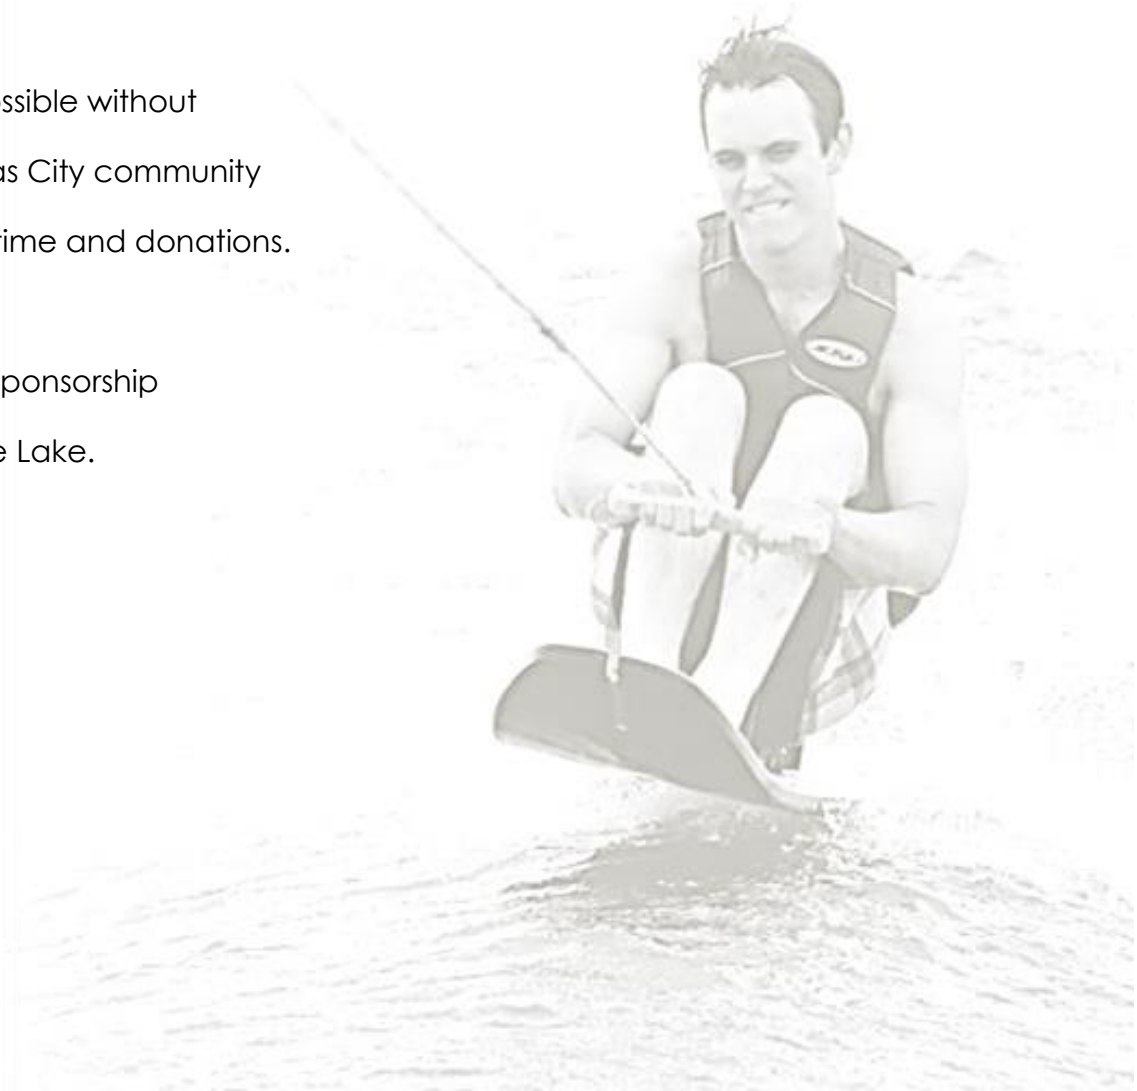 ssible without
as City community
time and donations.
ponsorship
e Lake.